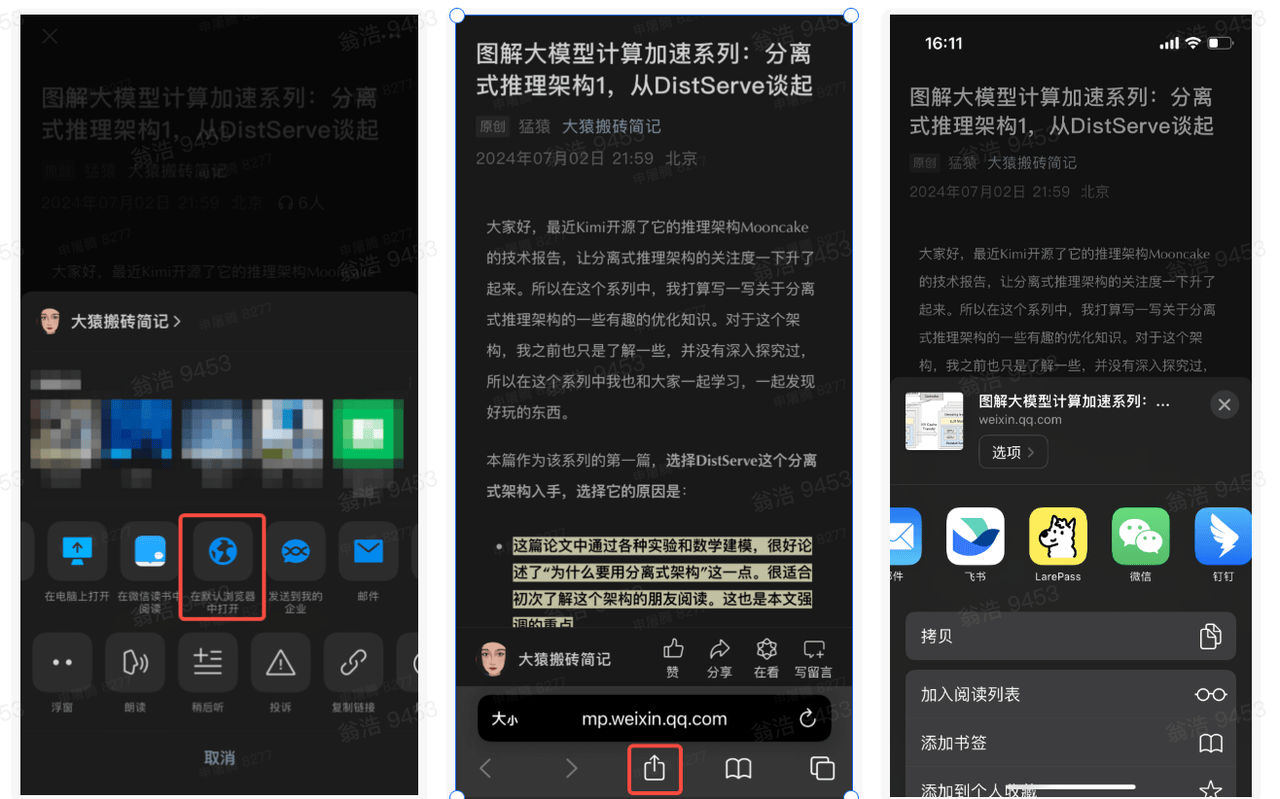 图解大模型计算加速系列：分离
式推理架构1，从DistServe谈起
原创 猛猿 大猿搬砖简记
2024年07月02日 21:59 北京 6人
大家好，最近Kimi开源了它的推理架构Mooncake
大猿搬砖简记
在电脑上打开
在微信读书中
阅读
在默认浏览器
中打开
发送到我的
企业
邮件
浮窗
朗读
稍后听
投诉
复制链接
取消
图解大模型计算加速系列：分离
式推理架构1，从DistServe谈起
原创 猛猿 大猿搬砖简记
2024年07月02日 21:59 北京
大家好，最近Kimi开源了它的推理架构Mooncake
的技术报告，让分离式推理架构的关注度一下升了
起来。所以在这个系列中，我打算写一写关于分离
式推理架构的一些有趣的优化知识。对于这个架
构，我之前也只是了解一些，并没有深入探究过，
所以在这个系列中我也和大家一起学习，一起发现
好玩的东西。
本篇作为该系列的第一篇，选择DistServe这个分离
式架构入手，选择它的原因是：
这篇论文中通过各种实验和数学建模，很好论
述了“为什么要用分离式架构”这一点。很适合
初次了解这个架构的朋友阅读。这也是本文强
调的重点
大猿搬砖简记
赞
分享
在看
写留言
大小 mp.weixin.qq.com
16:11
图解大模型计算加速系列：分离
式推理架构1，从DistServe谈起
原创 猛猿 大猿搬砖简记
2024年07月02日 21:59 北京
大家好，最近Kimi开源了它的推理架构Mooncake
的技术报告，让分离式推理架构的关注度一下升了
起来。所以在这个系列中，我打算写一写关于分离
式推理架构的一些有趣的优化知识。对于这个架
构，我之前也只是了解一些，并没有深入探究过，
图解大模型计算加速系列：...
weixin.qq.com
选项
件
飞书
LarePass
微信
钉钉
拷贝
加入阅读列表
添加书签
添加到个人收藏
翁浩 9453
申屠鹏 8277